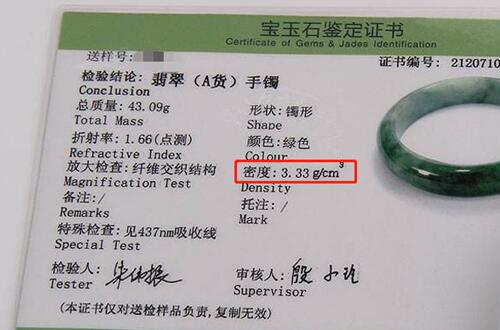 宝玉石鉴定证书
Certificate of Gems & Jades Identification
送样号:
证书编号: 2120710
检验结论: 翡翠（A货）手镯
Conclusion
总质量: 43.09g
Total Mass
形状: 镯形
Shape
折射率: 1.66(点测)
Refractive Index
颜色: 绿色
Colour
放大检查: 纤维交织结构
Magnification Test
密度: 3.33 g/cm³
Density
备注: /
Remarks
托注: /
Mark
特殊检查: 见437nm吸收线
Special Test
检验人:
Tester
审核人:
Supervisor
(本证书仅对送检样品负责,复制无效)